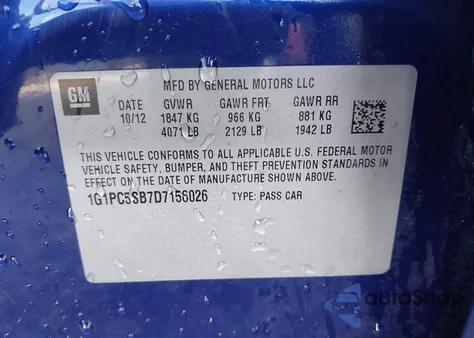 GM
MFD BY GENERAL MOTORS LLC
DATE GVWR GAWR FRT GAWR RR
10/12 1847 KG 966 KG 881 KG
4071 LB 2129 LB 1942 LB
THIS VEHICLE CONFORMS TO ALL APPLICABLE U.S. FEDERAL MOTOR
VEHICLE SAFETY, BUMPER, AND THEFT PREVENTION STANDARDS IN
EFFECT ON THE DATE OF MANUFACTURE SHOWN ABOVE.
1G1PC5SB7D7156026 TYPE: PASS CAR
autoSnap